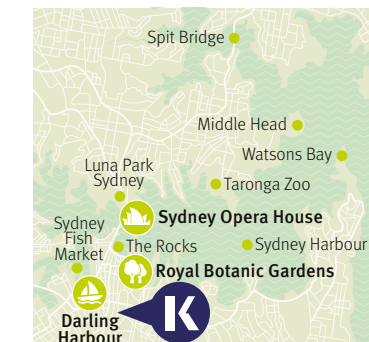 Spit Bridge
Middle Head
Watsons Bay
Luna Park
Sydney
Taronga Zoo
Sydney Opera House
Sydney
Fish
Market
The Rocks
Sydney Harbour
Royal Botanic Gardens
K
Darling
Harbour